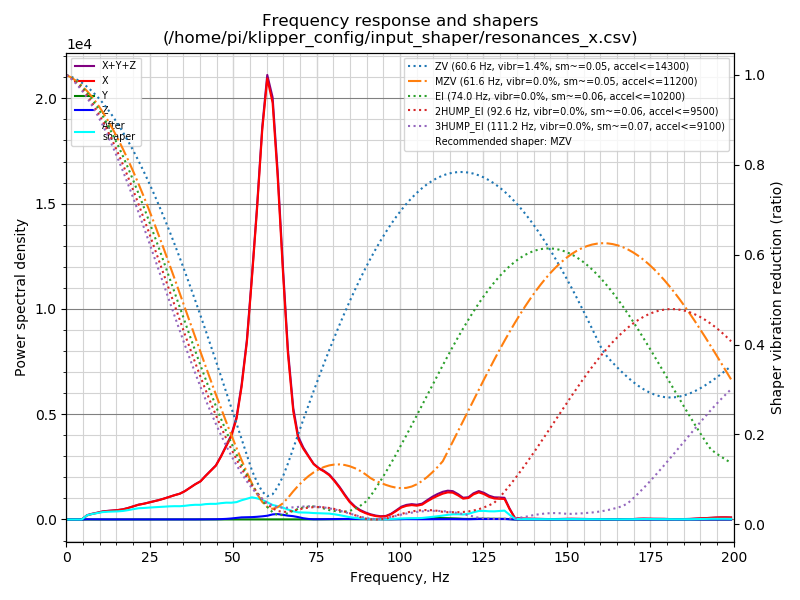 Frequency response and shapers
(/home/pi/klipper_config/input_shaper/resonances_x.csv)
1e4
X+Y+Z
X
Y
Z
After
shaper
ZV (60.6 Hz, vibr=1.4%, sm~=0.05, accel<=14300)
MZV (61.6 Hz, vibr=0.0%, sm~=0.05, accel<=11200)
EI (74.0 Hz, vibr=0.0%, sm~=0.06, accel<=10200)
2HUMP_EI (92.6 Hz, vibr=0.0%, sm~=0.06, accel<=9500)
3HUMP_EI (111.2 Hz, vibr=0.0%, sm~=0.07, accel<=9100)
Recommended shaper: MZV
Power spectral density
2.0
1.5
1.0
0.5
0.0
1.0
0.8
0.6
0.4
0.2
0.0
Shaper vibration reduction (ratio)
0 25 50 75 100 125 150 175 200
Frequency, Hz